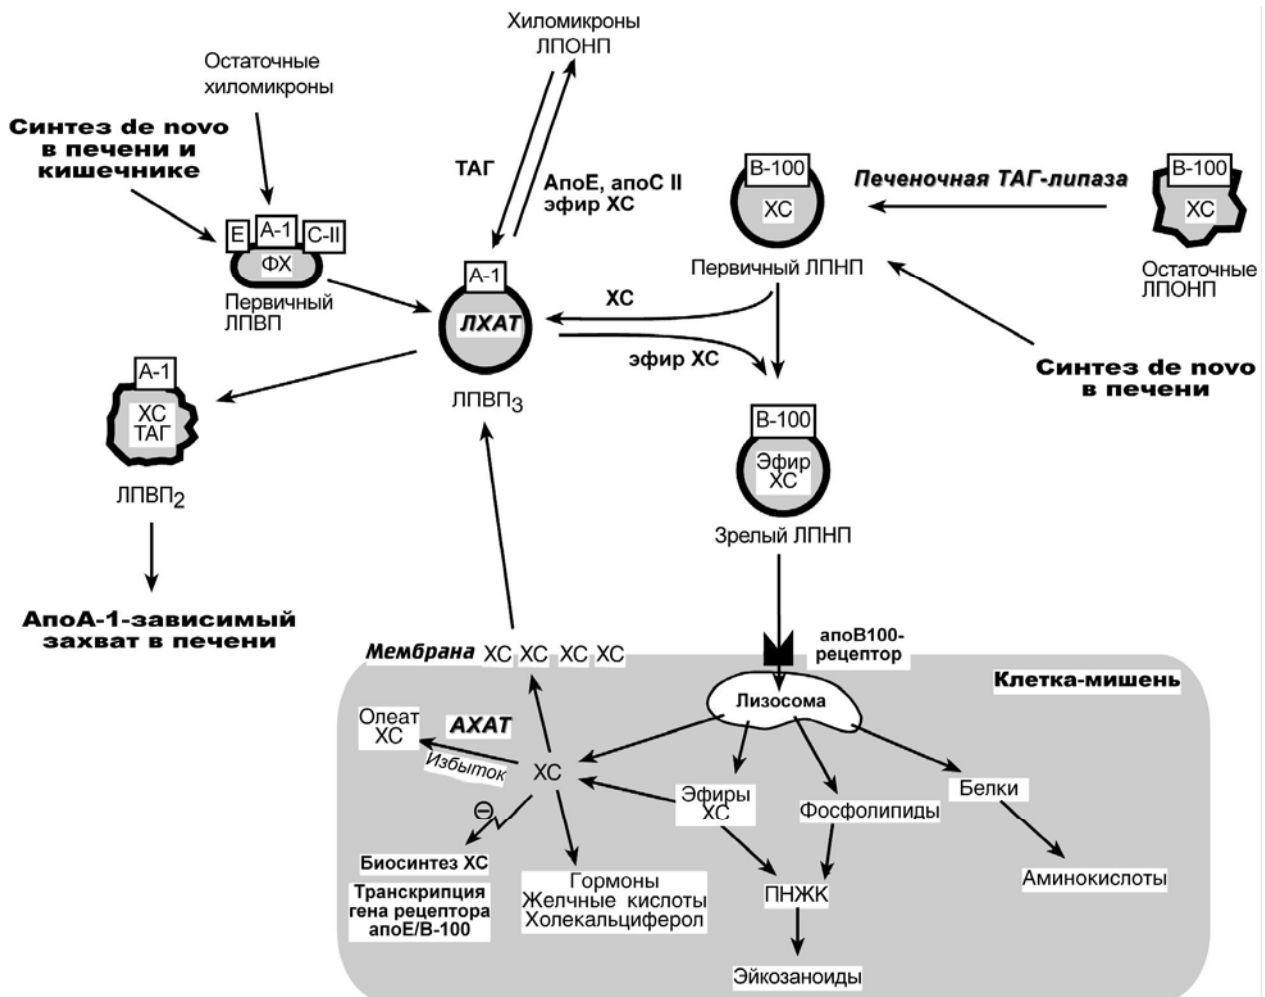 Хиломикроны
ЛПОНП
Остаточные
хиломикроны
Синтез de novo
в печени и
кишечнике
ТАГ
АпоЕ, апоС II
эфир ХС
E
A-1
C-II
ФХ
Первичный
ЛПВП
A-1
ЛХАТ
ЛПВП3
B-100
ХС
Первичный ЛПНП
Печеночная ТАГ-липаза
B-100
ХС
Остаточные
ЛПОНП
ХС
эфир ХС
Синтез de novo
в печени
A-1
ХС
ТАГ
ЛПВП2
АпоА-1-зависимый
захват в печени
B-100
Эфир
ХС
Зрелый ЛПНП
Мембрана ХС ХС ХС ХС
апоВ100-
рецептор
Клетка-мишень
Лизосома
Олеат
ХС
АХАТ
Избыток
ХС
Эфиры
ХС
Фосфолипиды
Белки
⊖
Биосинтез ХС
Транскрипция
гена рецептора
апоЕ/В-100
Гормоны
Желчные кислоты
Холекальциферол
ПНЖК
Аминокислоты
Эйкозаноиды